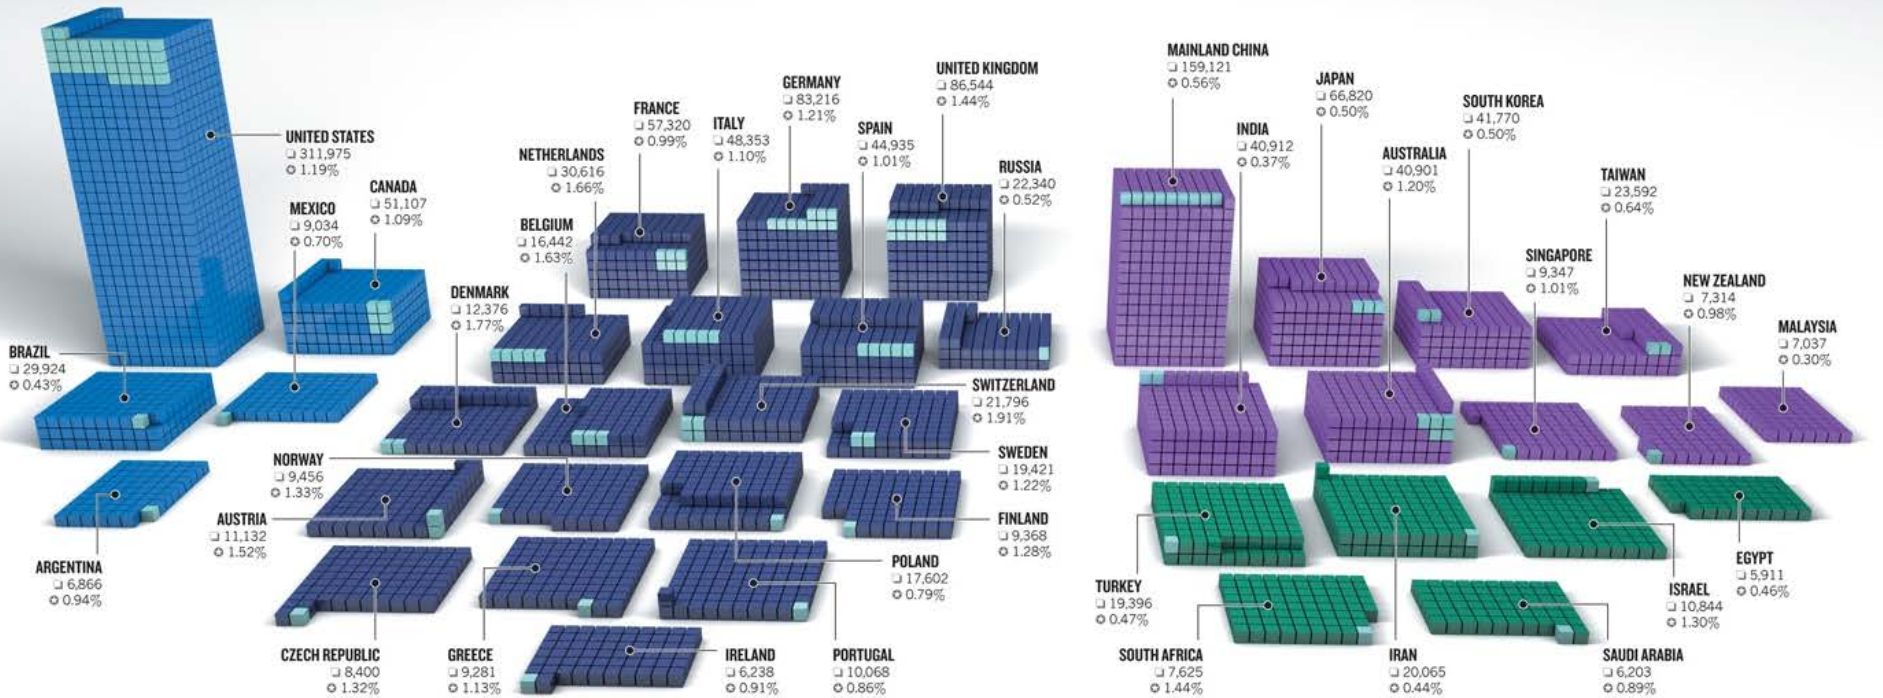 UNITED STATES
❑ 311,975
✪ 1.19%
CANADA
❑ 51,107
✪ 1.09%
MEXICO
❑ 9,034
✪ 0.70%
BRAZIL
❑ 29,924
✪ 0.43%
ARGENTINA
❑ 6,866
✪ 0.94%
FRANCE
❑ 57,320
✪ 0.99%
ITALY
❑ 48,353
✪ 1.10%
GERMANY
❑ 83,216
✪ 1.21%
SPAIN
❑ 44,935
✪ 1.01%
UNITED KINGDOM
❑ 86,544
✪ 1.44%
RUSSIA
❑ 22,340
✪ 0.52%
NETHERLANDS
❑ 30,616
✪ 1.66%
BELGIUM
❑ 16,442
✪ 1.63%
DENMARK
❑ 12,376
✪ 1.77%
SWITZERLAND
❑ 21,796
✪ 1.91%
SWEDEN
❑ 19,421
✪ 1.22%
NORWAY
❑ 9,456
✪ 1.33%
AUSTRIA
❑ 11,132
✪ 1.52%
FINLAND
❑ 9,368
✪ 1.28%
POLAND
❑ 17,602
✪ 0.79%
CZECH REPUBLIC
❑ 8,400
✪ 1.32%
GREECE
❑ 9,281
✪ 1.13%
IRELAND
❑ 6,238
✪ 0.91%
PORTUGAL
❑ 10,068
✪ 0.86%
MAINLAND CHINA
❑ 159,121
✪ 0.56%
JAPAN
❑ 66,820
✪ 0.50%
SOUTH KOREA
❑ 41,770
✪ 0.50%
INDIA
❑ 40,912
✪ 0.37%
AUSTRALIA
❑ 40,901
✪ 1.20%
TAIWAN
❑ 23,592
✪ 0.64%
SINGAPORE
❑ 9,347
✪ 1.01%
NEW ZEALAND
❑ 7,314
✪ 0.98%
MALAYSIA
❑ 7,037
✪ 0.30%
TURKEY
❑ 19,396
✪ 0.47%
SOUTH AFRICA
❑ 7,625
✪ 1.44%
IRAN
❑ 20,065
✪ 0.44%
SAUDI ARABIA
❑ 6,203
✪ 0.89%
ISRAEL
❑ 10,844
✪ 1.30%
EGYPT
❑ 5,911
✪ 0.46%